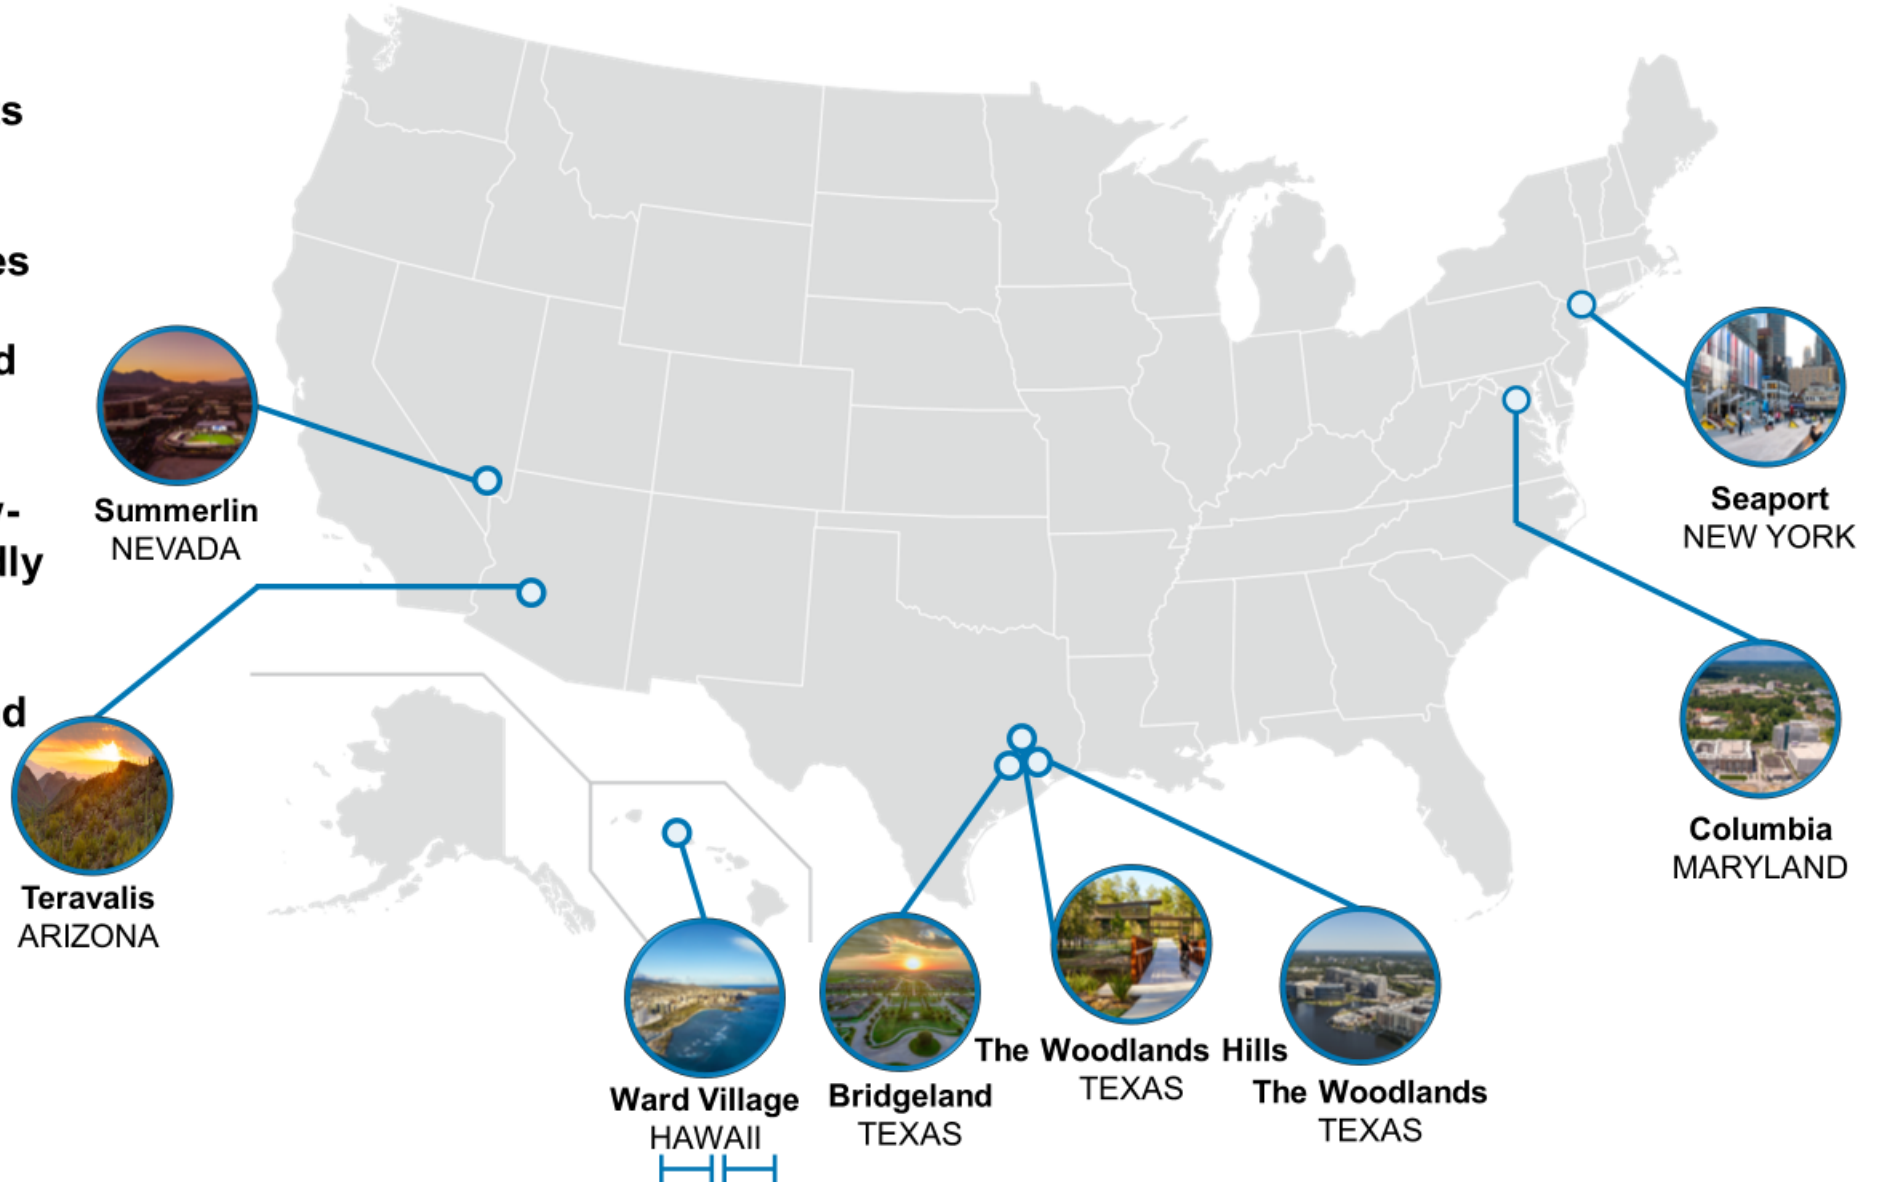 s
es
d
y-
lly
d
Summerlin
NEVADA
Seaport
NEW YORK
Teravalis
ARIZONA
Columbia
MARYLAND
Ward Village
HAWAII
Bridgeland
TEXAS
The Woodlands Hills
TEXAS
The Woodlands
TEXAS